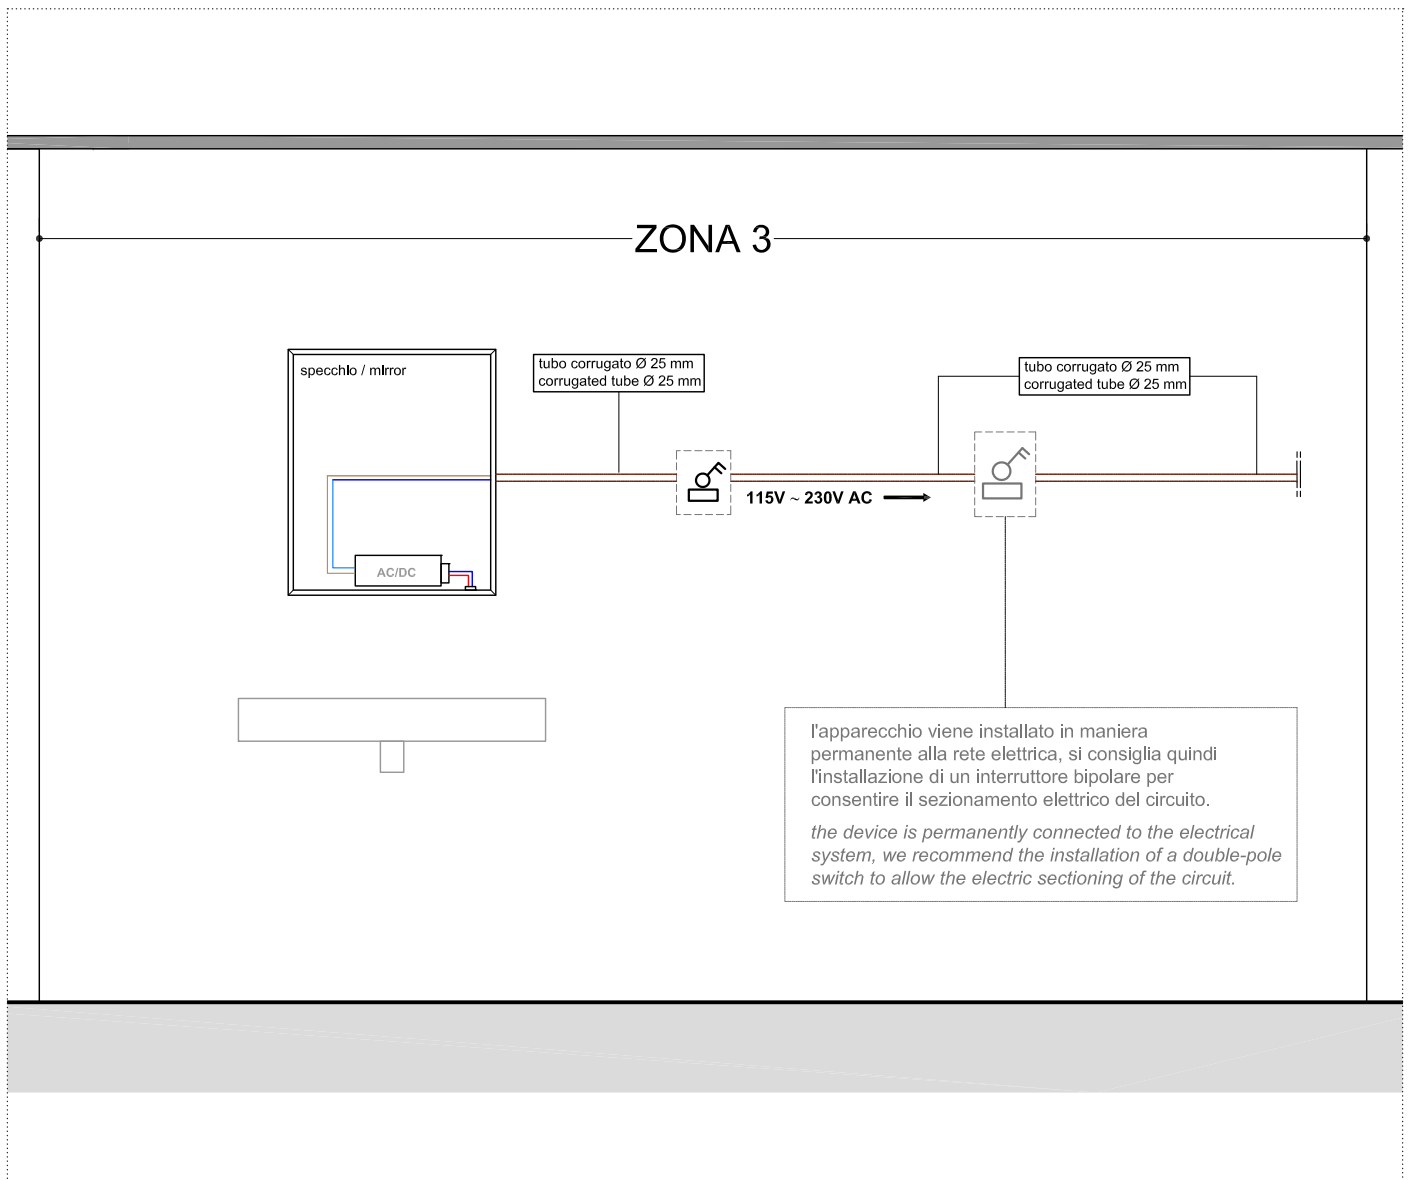 ZONA 3
specchio / mirror
tubo corrugato Ø 25 mm
corrugated tube Ø 25 mm
tubo corrugato Ø 25 mm
corrugated tube Ø 25 mm
115V ~ 230V AC
AC/DC
l'apparecchio viene installato in maniera
permanente alla rete elettrica, si consiglia quindi
l'installazione di un interruttore bipolare per
consentire il sezionamento elettrico del circuito.
the device is permanently connected to the electrical
system, we recommend the installation of a double-pole
switch to allow the electric sectioning of the circuit.